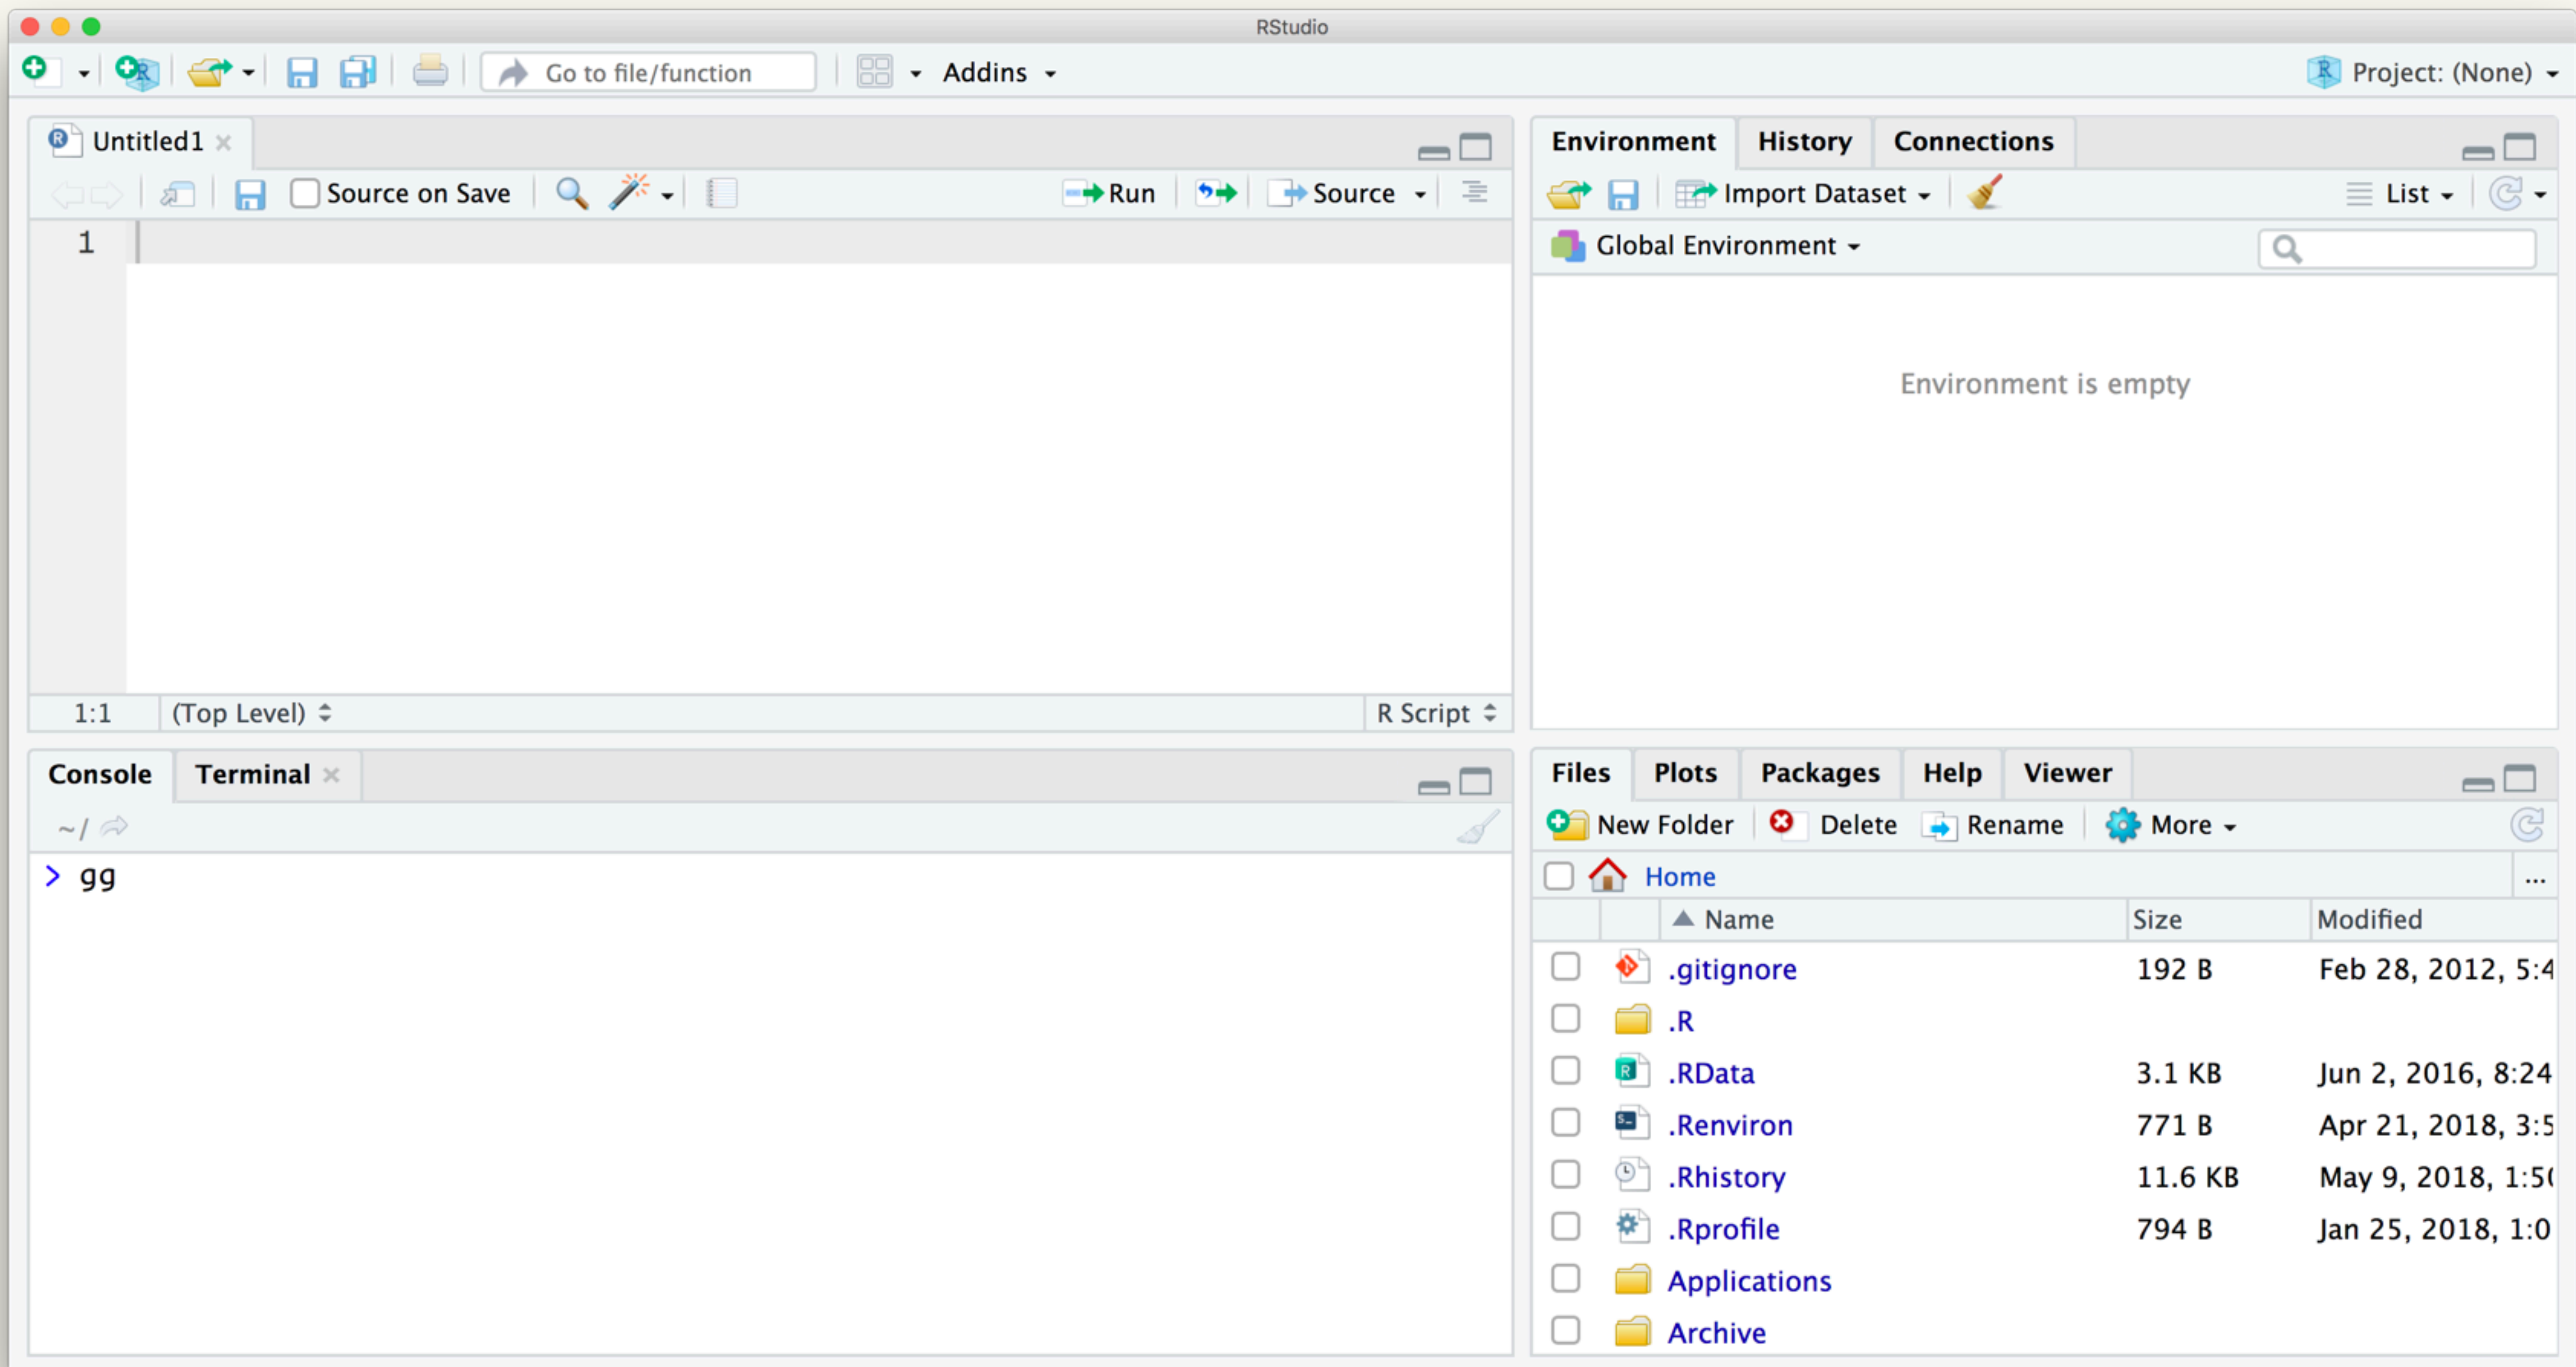 RStudio
Go to file/function Addins Project: (None)
Untitled1
Source on Save Run Source
1
1:1 (Top Level) R Script
Console Terminal
~/
> gg
Environment History Connections
Import Dataset List
Global Environment
Environment is empty
Files Plots Packages Help Viewer
New Folder Delete Rename More
Home ...
Name Size Modified
.gitignore 192 B Feb 28, 2012, 5:4
.R
.RData 3.1 KB Jun 2, 2016, 8:24
.Renviron 771 B Apr 21, 2018, 3:5
.Rhistory 11.6 KB May 9, 2018, 1:50
.Rprofile 794 B Jan 25, 2018, 1:0
Applications
Archive